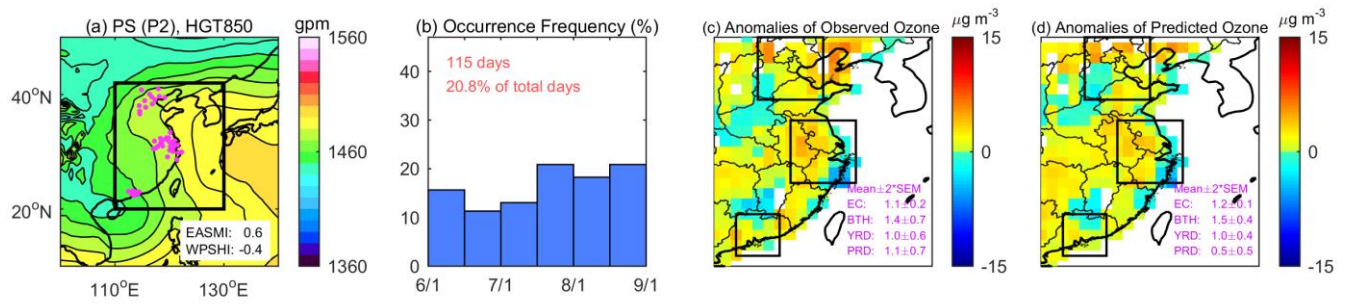 (a) PS (P2), HGT850
gpm
1560
1460
1360
40°N
20°N
110°E
130°E
EASMI: 0.6
WPSHI: -0.4
(b) Occurrence Frequency (%)
115 days
20.8% of total days
40
30
20
10
0
6/1
7/1
8/1
9/1
(c) Anomalies of Observed Ozone
μg m-3
15
0
-15
Mean±2*SEM
EC: 1.1±0.2
BTH: 1.4±0.7
YRD: 1.0±0.6
PRD: 1.1±0.7
(d) Anomalies of Predicted Ozone
μg m-3
15
0
-15
Mean±2*SEM
EC: 1.2±0.1
BTH: 1.5±0.4
YRD: 1.0±0.4
PRD: 0.5±0.5